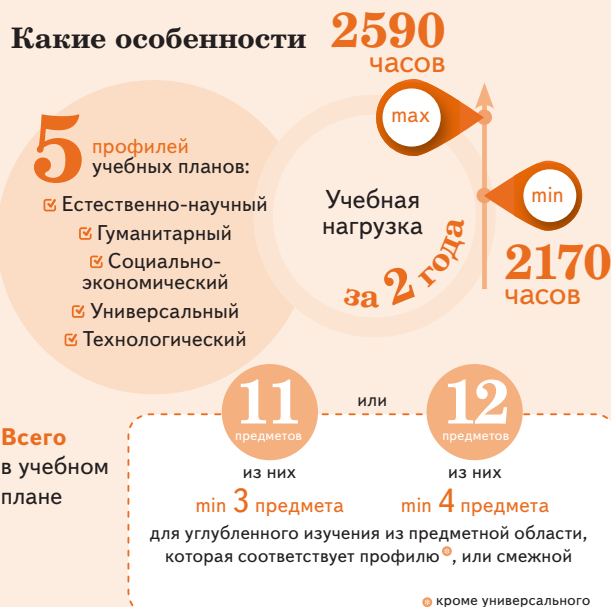 Какие особенности
2590
часов
max
min
2170
часов
Учебная
нагрузка
за 2 года
5
профилей
учебных планов:
Естественно-научный
Гуманитарный
Социально-
экономический
Универсальный
Технологический
Всего
в учебном
плане
11
предметов
или
12
предметов
из них
min 3 предмета
из них
min 4 предмета
для углубленного изучения из предметной области,
которая соответствует профилю*, или смежной
* кроме универсального